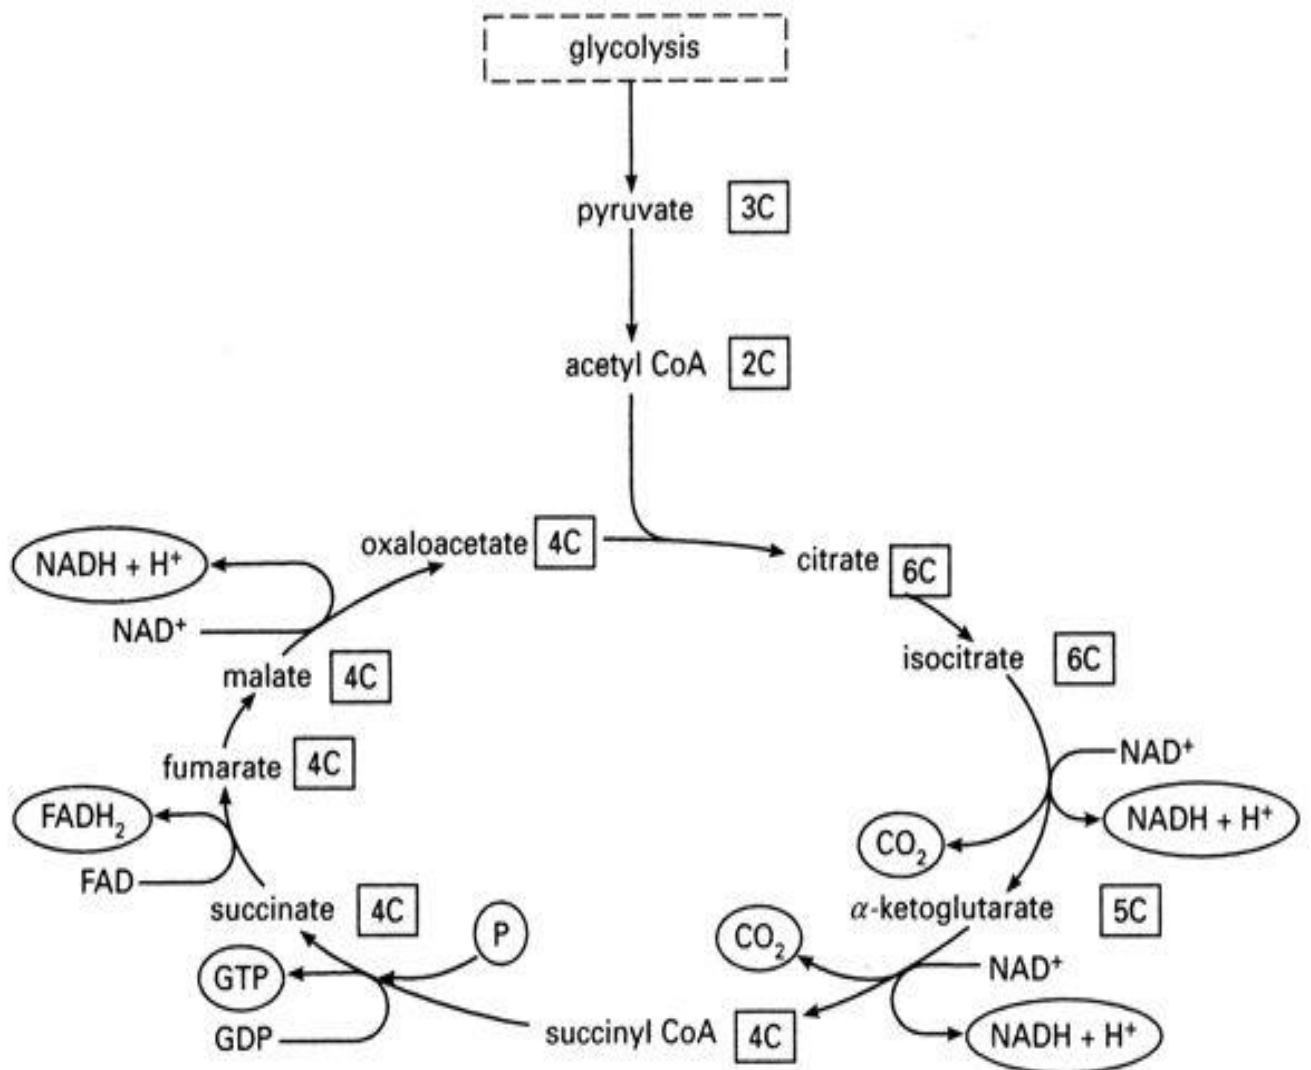 glycolysis
pyruvate 3C
acetyl CoA 2C
oxaloacetate 4C
citrate 6C
isocitrate 6C
NAD⁺
NADH + H⁺
CO₂
α-ketoglutarate 5C
CO₂
NAD⁺
NADH + H⁺
succinyl CoA 4C
P
GTP
GDP
succinate 4C
FADH₂
FAD
fumarate 4C
malate 4C
NADH + H⁺
NAD⁺